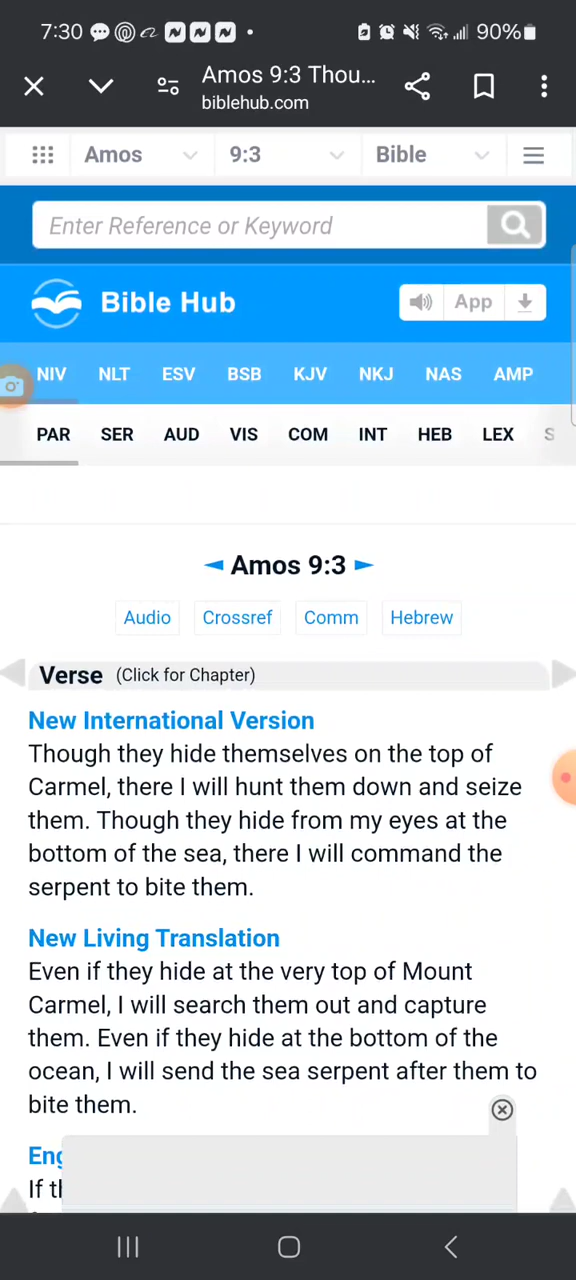 7:30 90%
Amos 9:3 Thou...
biblehub.com
Amos 9:3 Bible
Enter Reference or Keyword
Bible Hub App
NIV NLT ESV BSB KJV NKJ NAS AMP
PAR SER AUD VIS COM INT HEB LEX S
Amos 9:3
Audio Crossref Comm Hebrew
Verse (Click for Chapter)
New International Version
Though they hide themselves on the top of
Carmel, there I will hunt them down and seize
them. Though they hide from my eyes at the
bottom of the sea, there I will command the
serpent to bite them.
New Living Translation
Even if they hide at the very top of Mount
Carmel, I will search them out and capture
them. Even if they hide at the bottom of the
ocean, I will send the sea serpent after them to
bite them.
Eng
If th